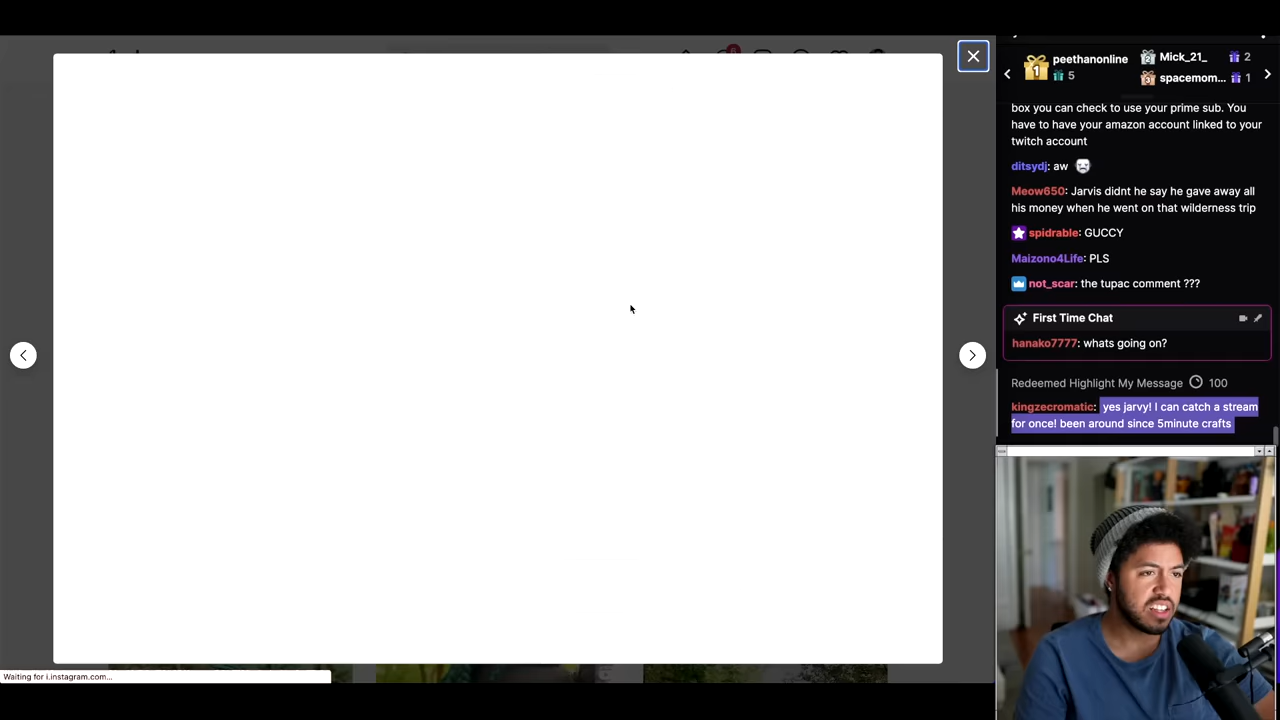 peethanonline
5
Mick_21_
2
spacemom...
1
box you can check to use your prime sub. You
have to have your amazon account linked to your
twitch account
ditsydj: aw
Meow650: Jarvis didnt he say he gave away all
his money when he went on that wilderness trip
spidrable: GUCCY
Maizono4Life: PLS
not_scar: the tupac comment ???
First Time Chat
hanako7777: whats going on?
Redeemed Highlight My Message 100
kingzecromatic: yes jarvy! I can catch a stream
for once! been around since 5minute crafts
Waiting for i.instagram.com...